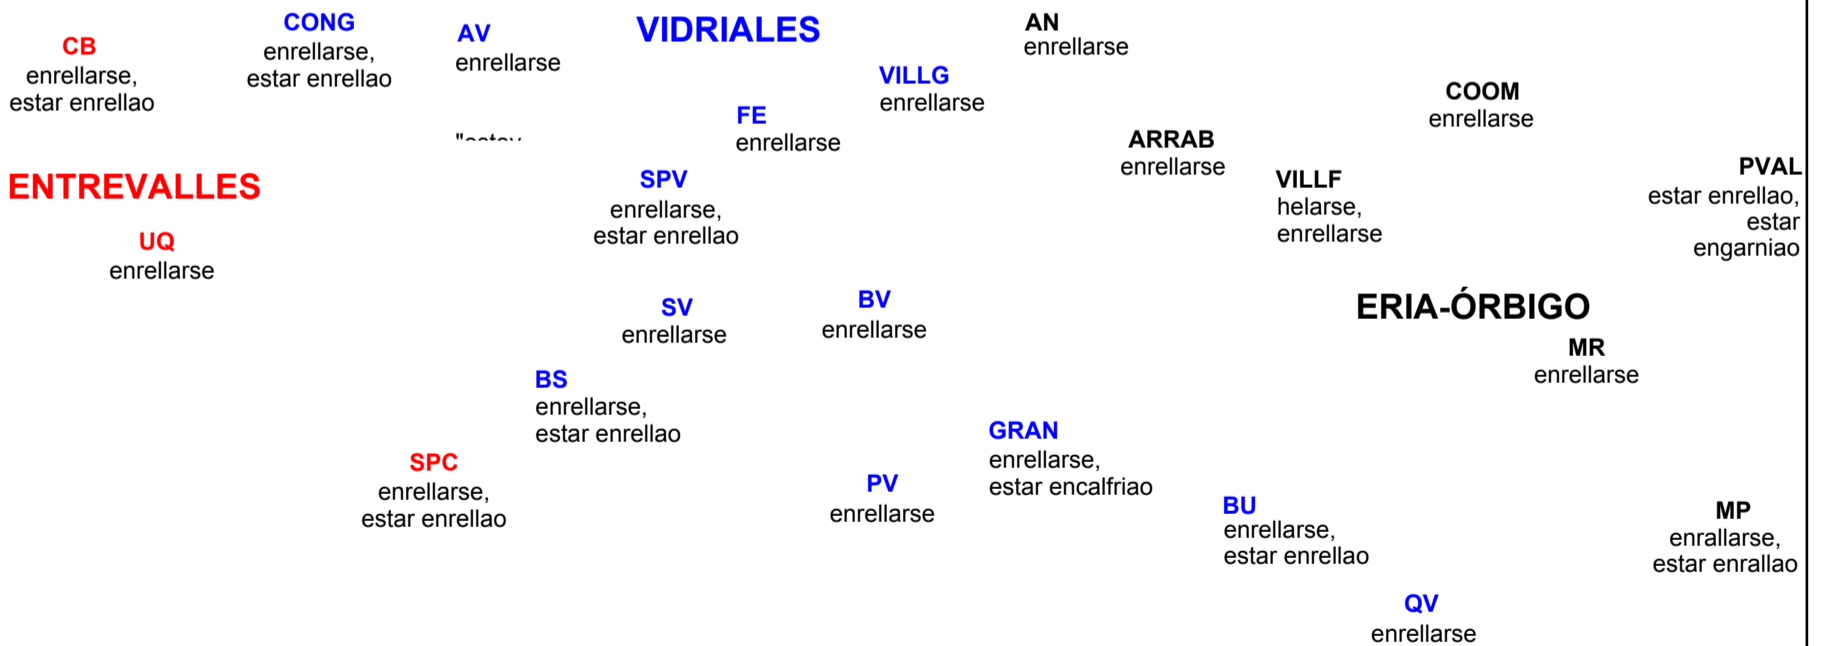 CB
enrellarse,
estar enrellao
CONG
enrellarse,
estar enrellao
AV
enrellarse
VIDRIALES
AN
enrellarse
VILLG
enrellarse
FE
enrellarse
COOM
enrellarse
ARRAB
enrellarse
ENTREVALLES
UQ
enrellarse
SPV
enrellarse,
estar enrellao
VILLF
helarse,
enrellarse
PVAL
estar enrellao,
estar
engarniao
SV
enrellarse
BV
enrellarse
ERIA-ÓRBIGO
MR
enrellarse
BS
enrellarse,
estar enrellao
SPC
enrellarse,
estar enrellao
GRAN
enrellarse,
estar encalfriao
PV
enrellarse
BU
enrellarse,
estar enrellao
MP
enrallarse,
estar enrallao
QV
enrellarse